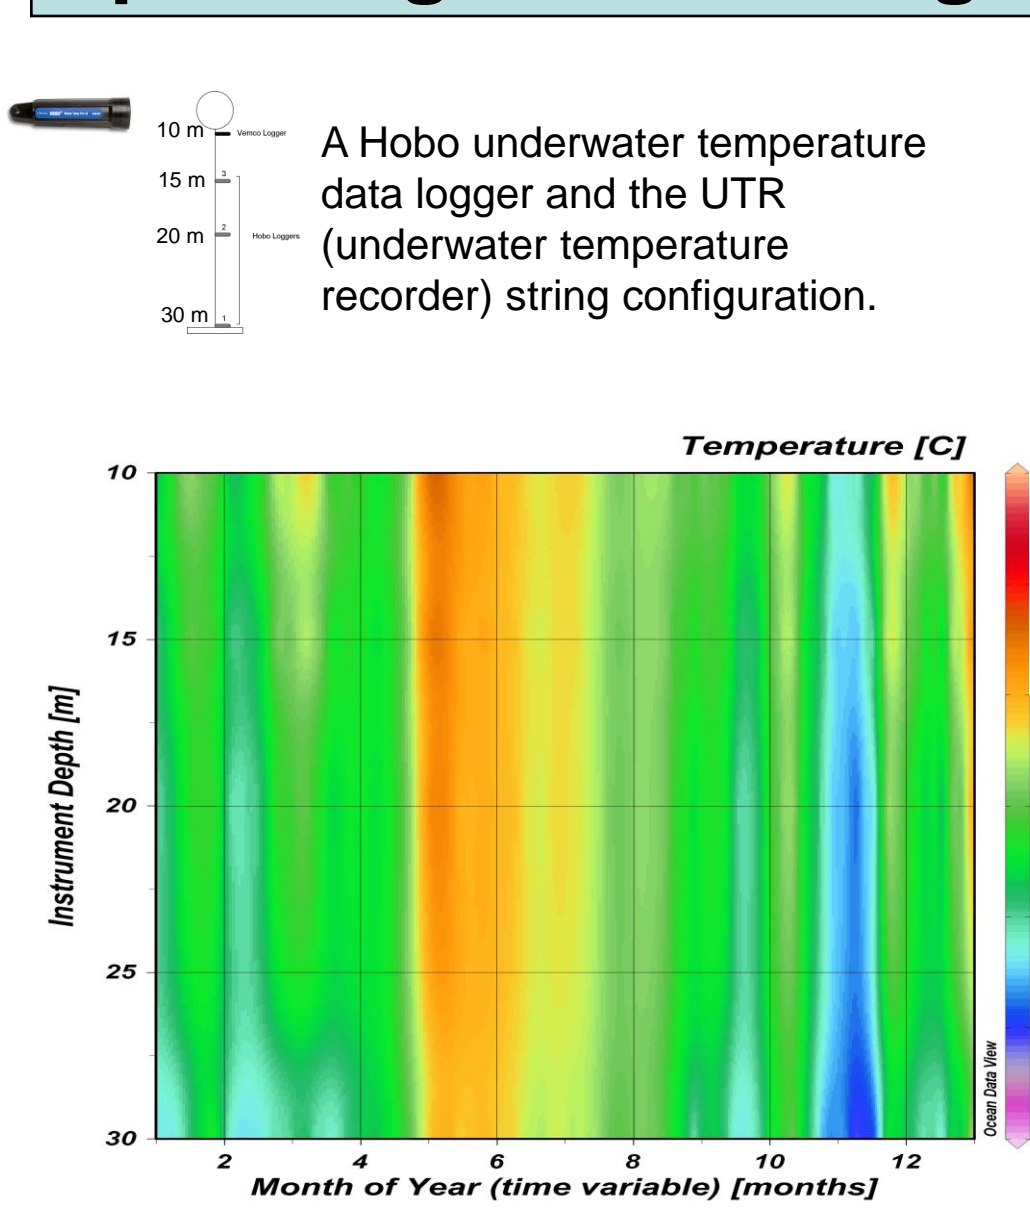 10 m
Vemco Logger
15 m
3
20 m
2
Hobo Loggers
30 m
1
A Hobo underwater temperature
data logger and the UTR
(underwater temperature
recorder) string configuration.
Temperature [C]
10
15
20
25
30
Instrument Depth [m]
Ocean Data View
2 4 6 8 10 12
Month of Year (time variable) [months]